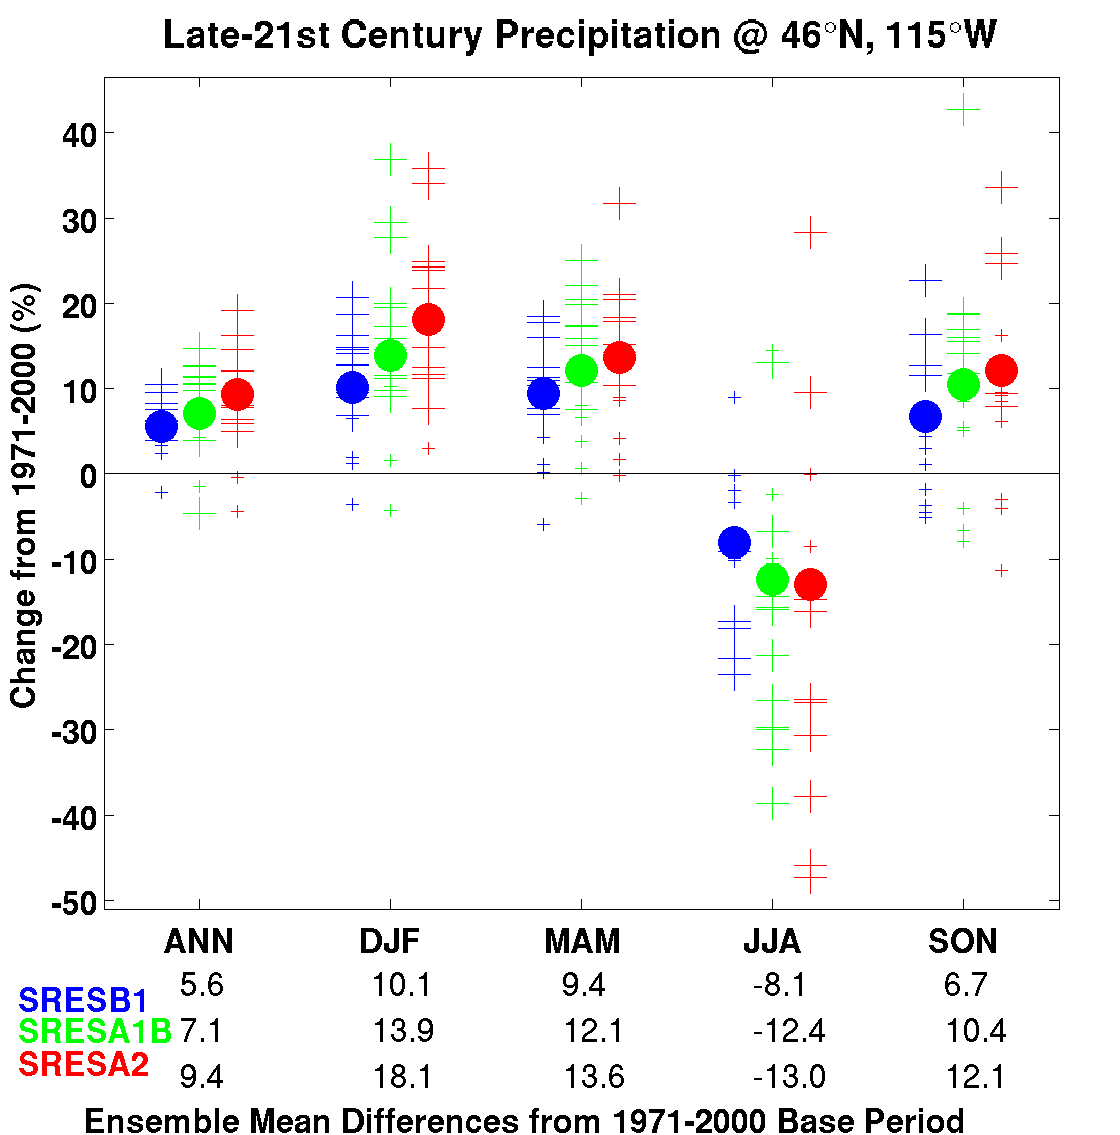 Late-21st Century Precipitation @ 46°N, 115°W
Change from 1971-2000 (%)
40
30
20
10
0
-10
-20
-30
-40
-50
ANN DJF MAM JJA SON
SRESB1 5.6 10.1 9.4 -8.1 6.7
SRESA1B 7.1 13.9 12.1 -12.4 10.4
SRESA2 9.4 18.1 13.6 -13.0 12.1
Ensemble Mean Differences from 1971-2000 Base Period